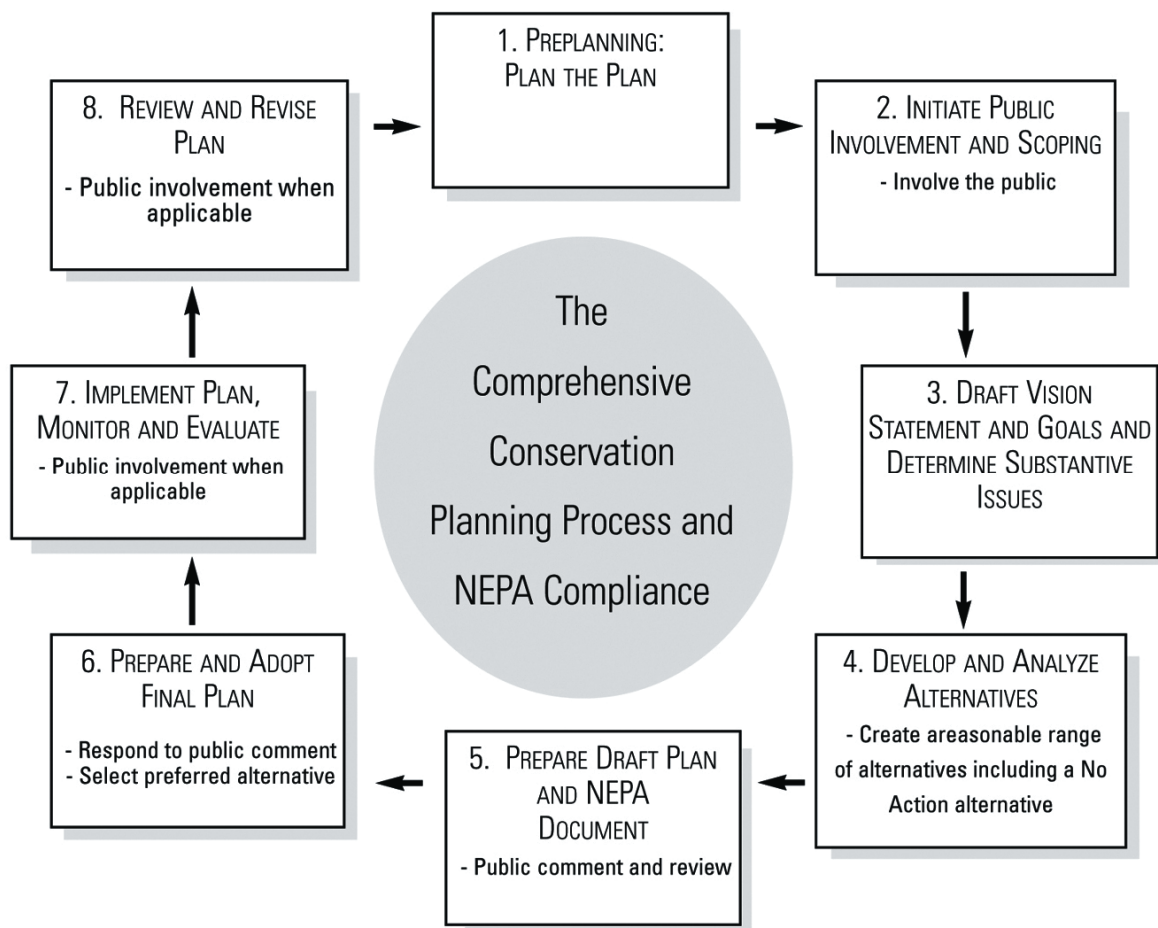 1. PREPLANNING:
PLAN THE PLAN
2. INITIATE PUBLIC
INVOLVEMENT AND SCOPING
- Involve the public
3. DRAFT VISION
STATEMENT AND GOALS AND
DETERMINE SUBSTANTIVE
ISSUES
4. DEVELOP AND ANALYZE
ALTERNATIVES
- Create areasonable range
of alternatives including a No
Action alternative
5. PREPARE DRAFT PLAN
AND NEPA
DOCUMENT
- Public comment and review
6. PREPARE AND ADOPT
FINAL PLAN
- Respond to public comment
- Select preferred alternative
7. IMPLEMENT PLAN,
MONITOR AND EVALUATE
- Public involvement when
applicable
8. REVIEW AND REVISE
PLAN
- Public involvement when
applicable
The
Comprehensive
Conservation
Planning Process and
NEPA Compliance